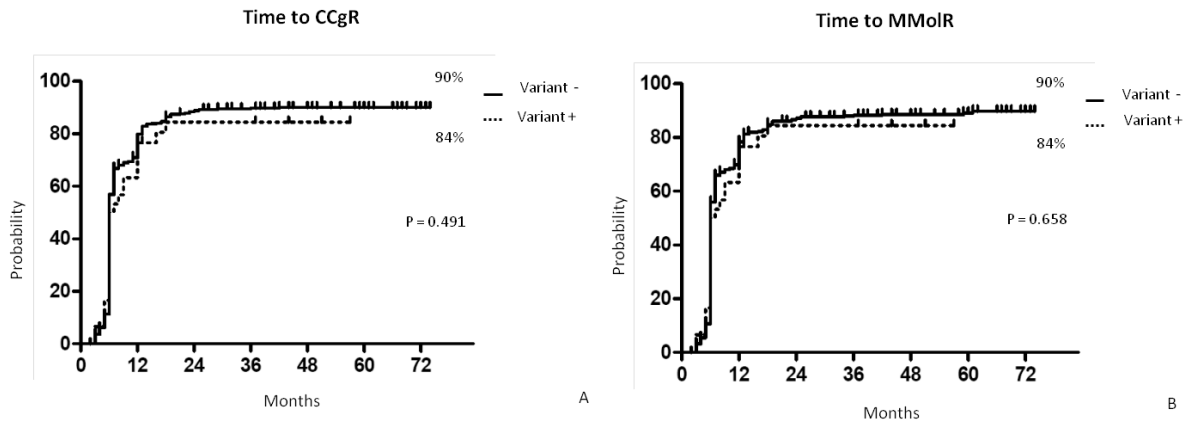 Time to CCgR
100
80
60
40
20
0
0 12 24 36 48 60 72
Probability
Months
90%
84%
P = 0.491
Variant -
Variant +
A
Time to MMolR
100
80
60
40
20
0
0 12 24 36 48 60 72
Probability
Months
90%
84%
P = 0.658
Variant -
Variant +
B